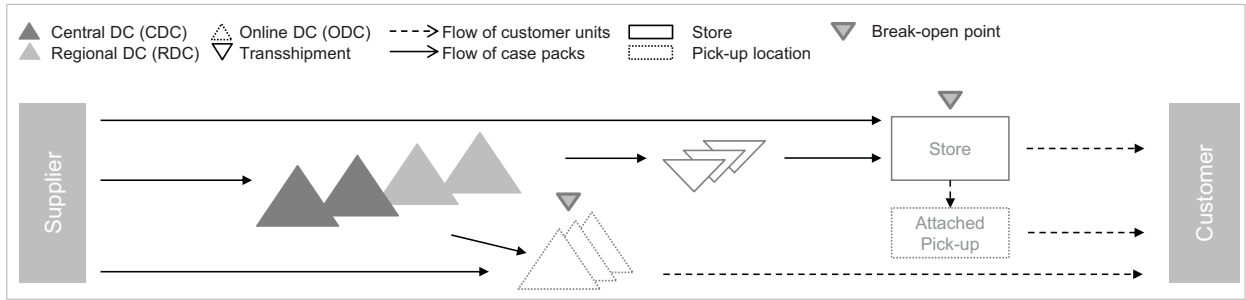 Central DC (CDC) Online DC (ODC) Flow of customer units Store Break-open point
Regional DC (RDC) Transshipment Flow of case packs Pick-up location
Supplier
Store
Attached
Pick-up
Customer